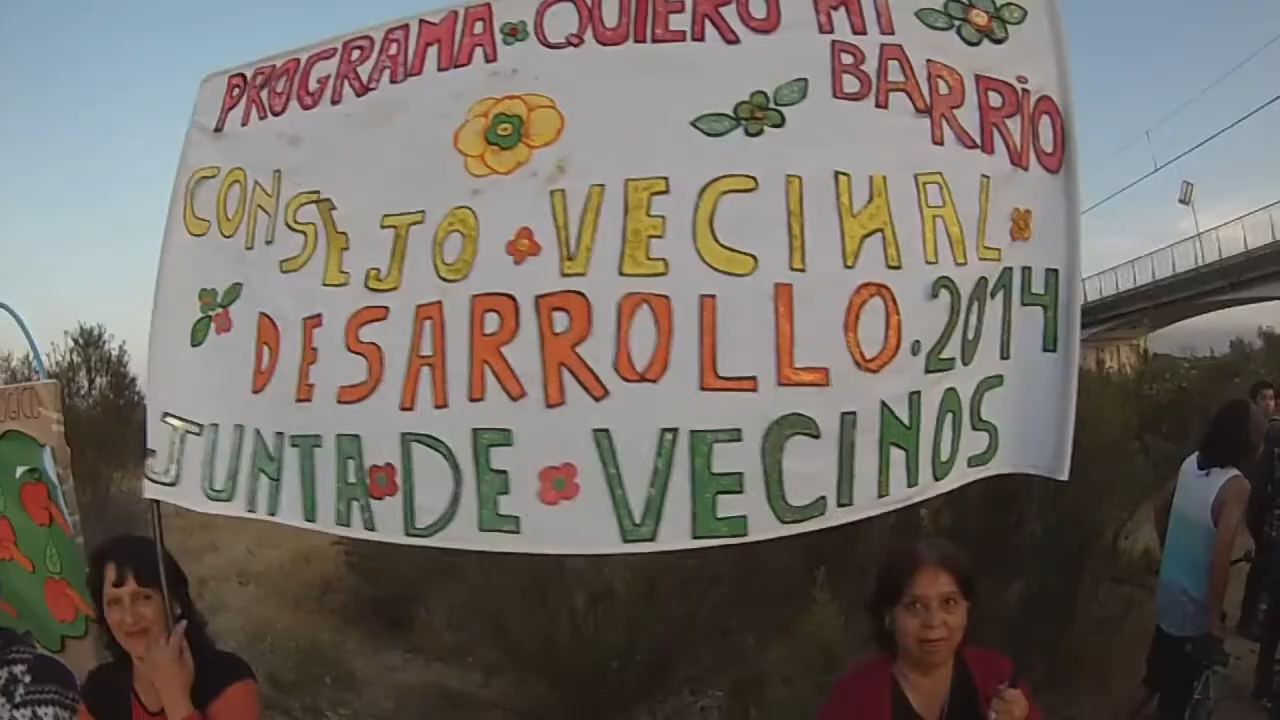 PROGRAMA QUIERO MI
BARRIO
CONSEJO VECINAL
DESARROLLO. 2014
JUNTA DE VECINOS